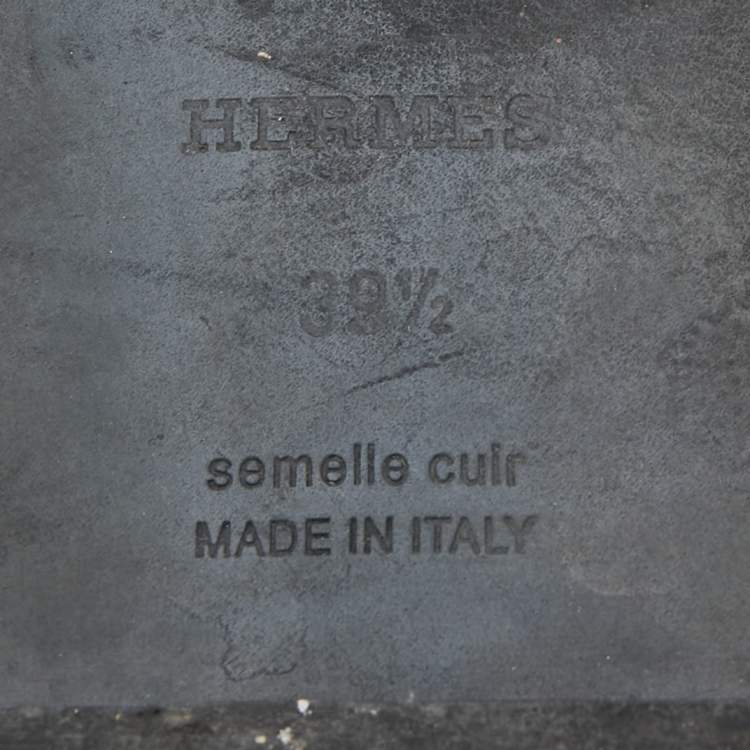 HERMES
39½
semelle cuir
MADE IN ITALY